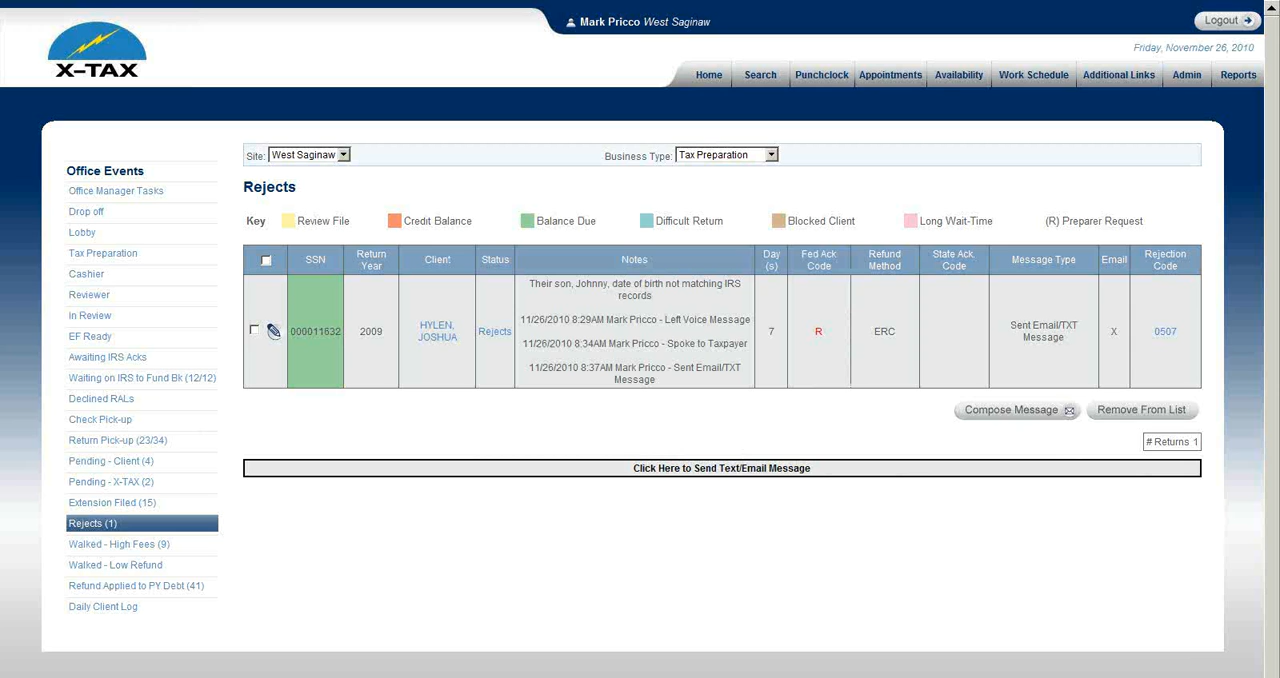 Mark Pricco West Saginaw
Logout
X-TAX
Friday, November 26, 2010
Home Search Punchclock Appointments Availability Work Schedule Additional Links Admin Reports
Office Events
Office Manager Tasks
Drop off
Lobby
Tax Preparation
Cashier
Reviewer
In Review
EF Ready
Awaiting IRS Acks
Waiting on IRS to Fund Bk (12/12)
Declined RALs
Check Pick-up
Return Pick-up (23/34)
Pending - Client (4)
Pending - X-TAX (2)
Extension Filed (15)
Rejects (1)
Walked - High Fees (9)
Walked - Low Refund
Refund Applied to PY Debt (41)
Daily Client Log
Site: West Saginaw Business Type: Tax Preparation
Rejects
Key Review File Credit Balance Balance Due Difficult Return Blocked Client Long Wait-Time (R) Preparer Request
SSN
Return
Year
Client
Status
Notes
Day
(s)
Fed Ack
Code
Refund
Method
State Ack.
Code
Message Type
Email
Rejection
Code
000011632
2009
HYLEN,
JOSHUA
Rejects
Their son, Johnny, date of birth not matching IRS
records
11/26/2010 8:29AM Mark Pricco - Left Voice Message
11/26/2010 8:34AM Mark Pricco - Spoke to Taxpayer
11/26/2010 8:37AM Mark Pricco - Sent Email/TXT
Message
7
R
ERC
Sent Email/TXT
Message
X
0507
Compose Message Remove From List
# Returns 1
Click Here to Send Text/Email Message